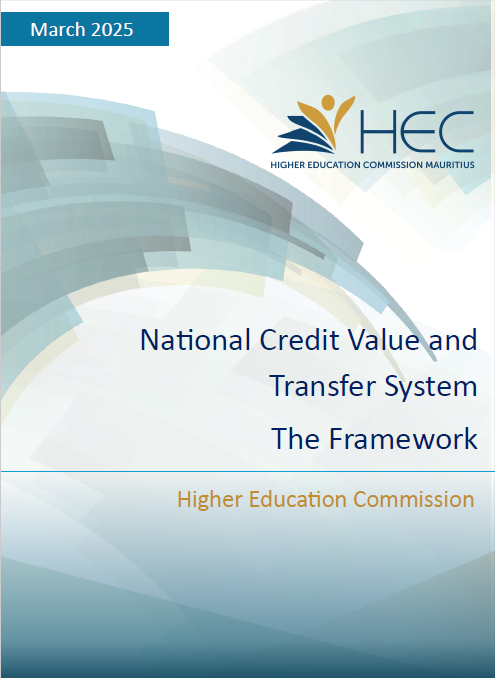 March 2025
HEC
HIGHER EDUCATION COMMISSION MAURITIUS
National Credit Value and
Transfer System
The Framework
Higher Education Commission